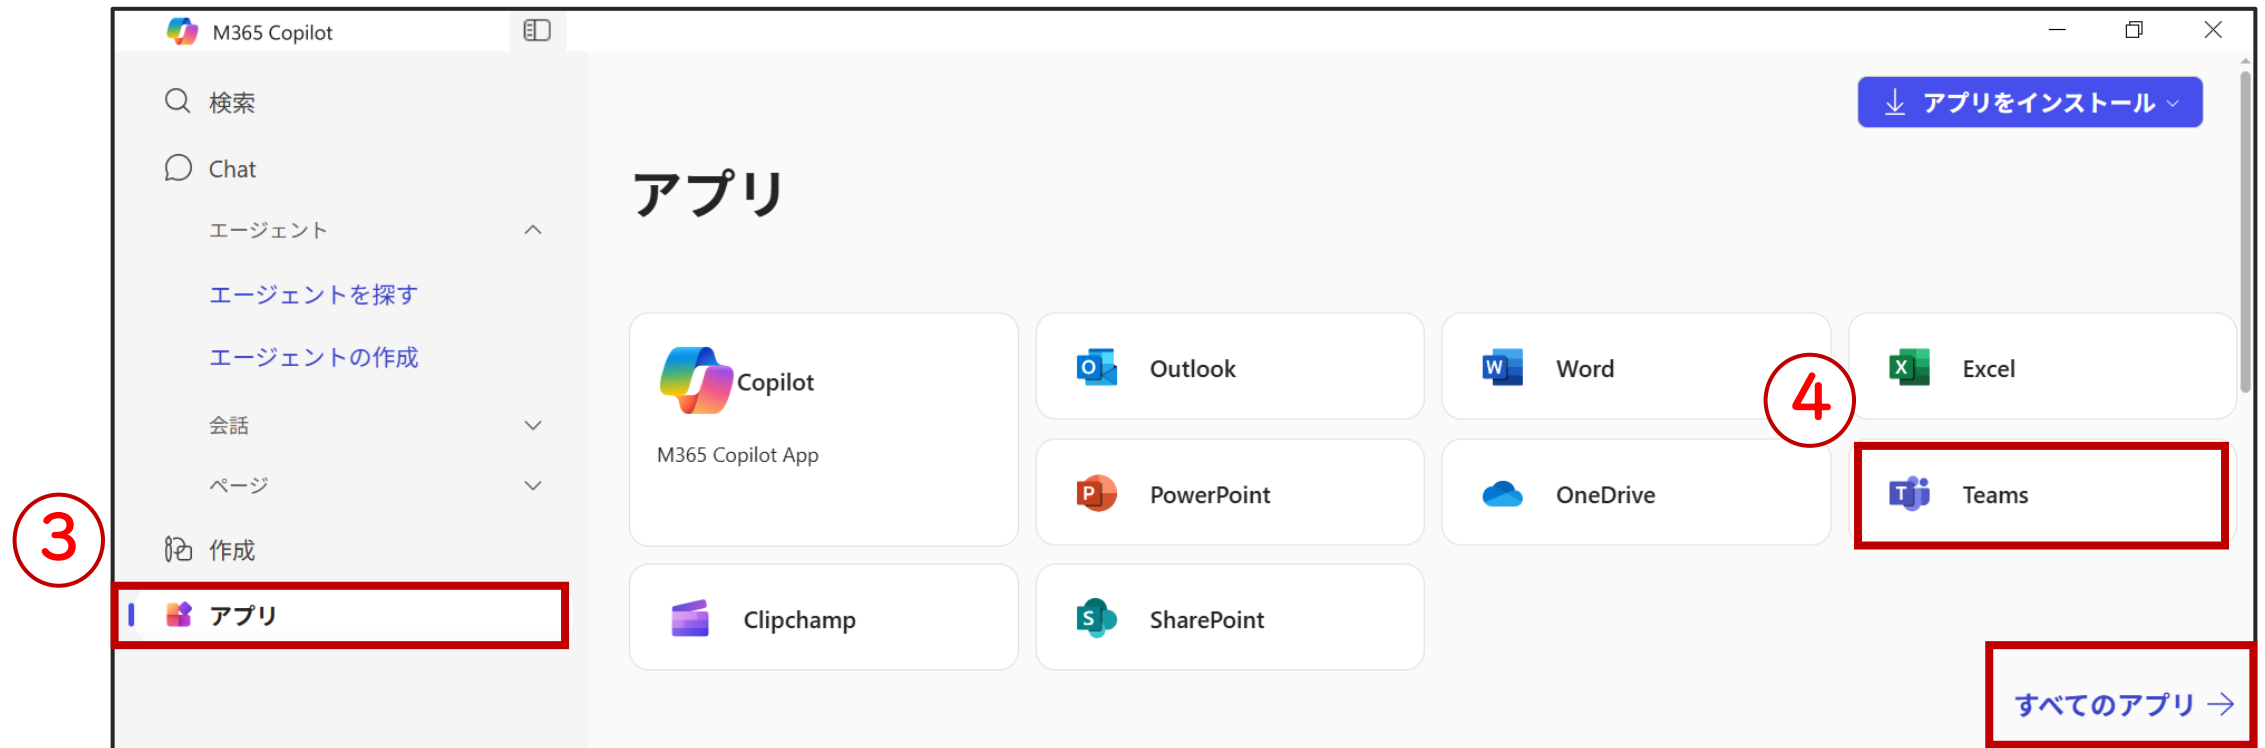 M365 Copilot
検索
Chat
エージェント
エージェントを探す
エージェントの作成
会話
ページ
③
作成
アプリ
アプリをインストール
アプリ
Copilot
M365 Copilot App
Outlook
Word
④
Excel
PowerPoint
OneDrive
Teams
Clipchamp
SharePoint
すべてのアプリ →